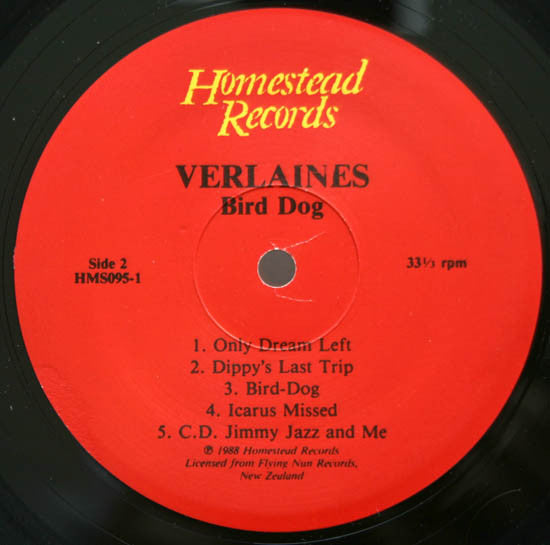 Homestead
Records
VERLAINES
Bird Dog
Side 2
HMS095-1
33⅓ rpm
1. Only Dream Left
2. Dippy's Last Trip
3. Bird-Dog
4. Icarus Missed
5. C.D. Jimmy Jazz and Me
℗ 1988 Homestead Records
Licensed from Flying Nun Records,
New Zealand